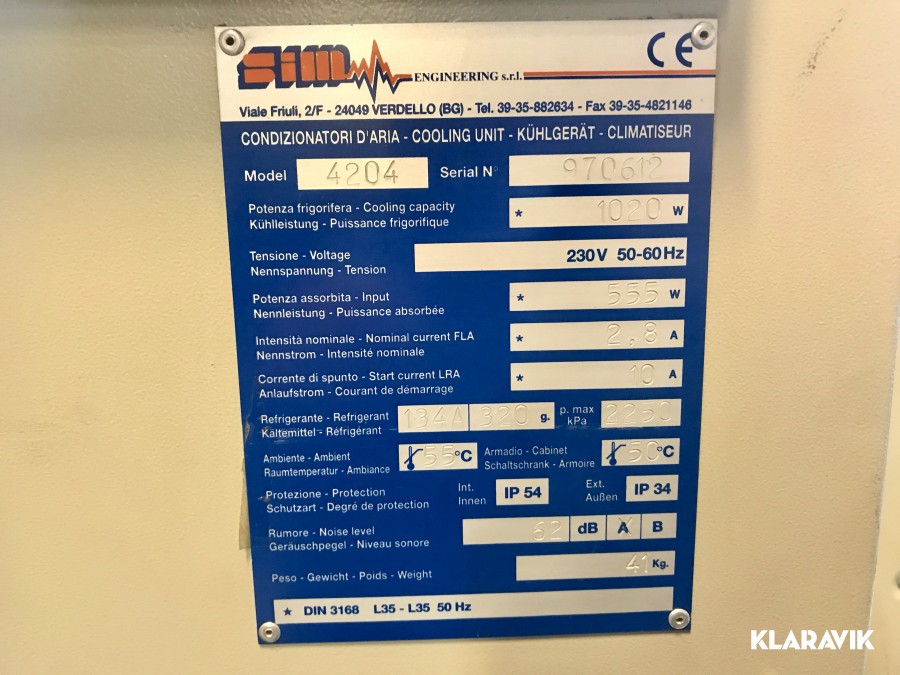 sim ENGINEERING s.r.l. CE
Viale Friuli, 2/F - 24049 VERDELLO (BG) - Tel. 39-35-882634 - Fax 39-35-4821146
CONDIZIONATORI D'ARIA - COOLING UNIT - KÜHLGERÄT - CLIMATISEUR
Model 4204 Serial N° 970612
Potenza frigorifera - Cooling capacity
Kühlleistung - Puissance frigorifique
* 1020 W
Tensione - Voltage
Nennspannung - Tension
230V 50-60Hz
Potenza assorbita - Input
Nennleistung - Puissance absorbée
* 555 W
Intensità nominale - Nominal current FLA
Nennstrom - Intensité nominale
* 2,8 A
Corrente di spunto - Start current LRA
Anlaufstrom - Courant de démarrage
* 10 A
Refrigerante - Refrigerant
Kältemittel - Réfrigérant
134A 320 g.
p. max
kPa
2250
Ambiente - Ambient
Raumtemperatur - Ambiance
55°C
Armadio - Cabinet
Schaltschrank - Armoire
50°C
Protezione - Protection
Schutzart - Degré de protection
Int.
Innen
IP 54
Ext.
Außen
IP 34
Rumore - Noise level
Geräuschpegel - Niveau sonore
62 dB A B
Peso - Gewicht - Poids - Weight 41 Kg.
* DIN 3168 L35 - L35 50 Hz
KLARAVIK